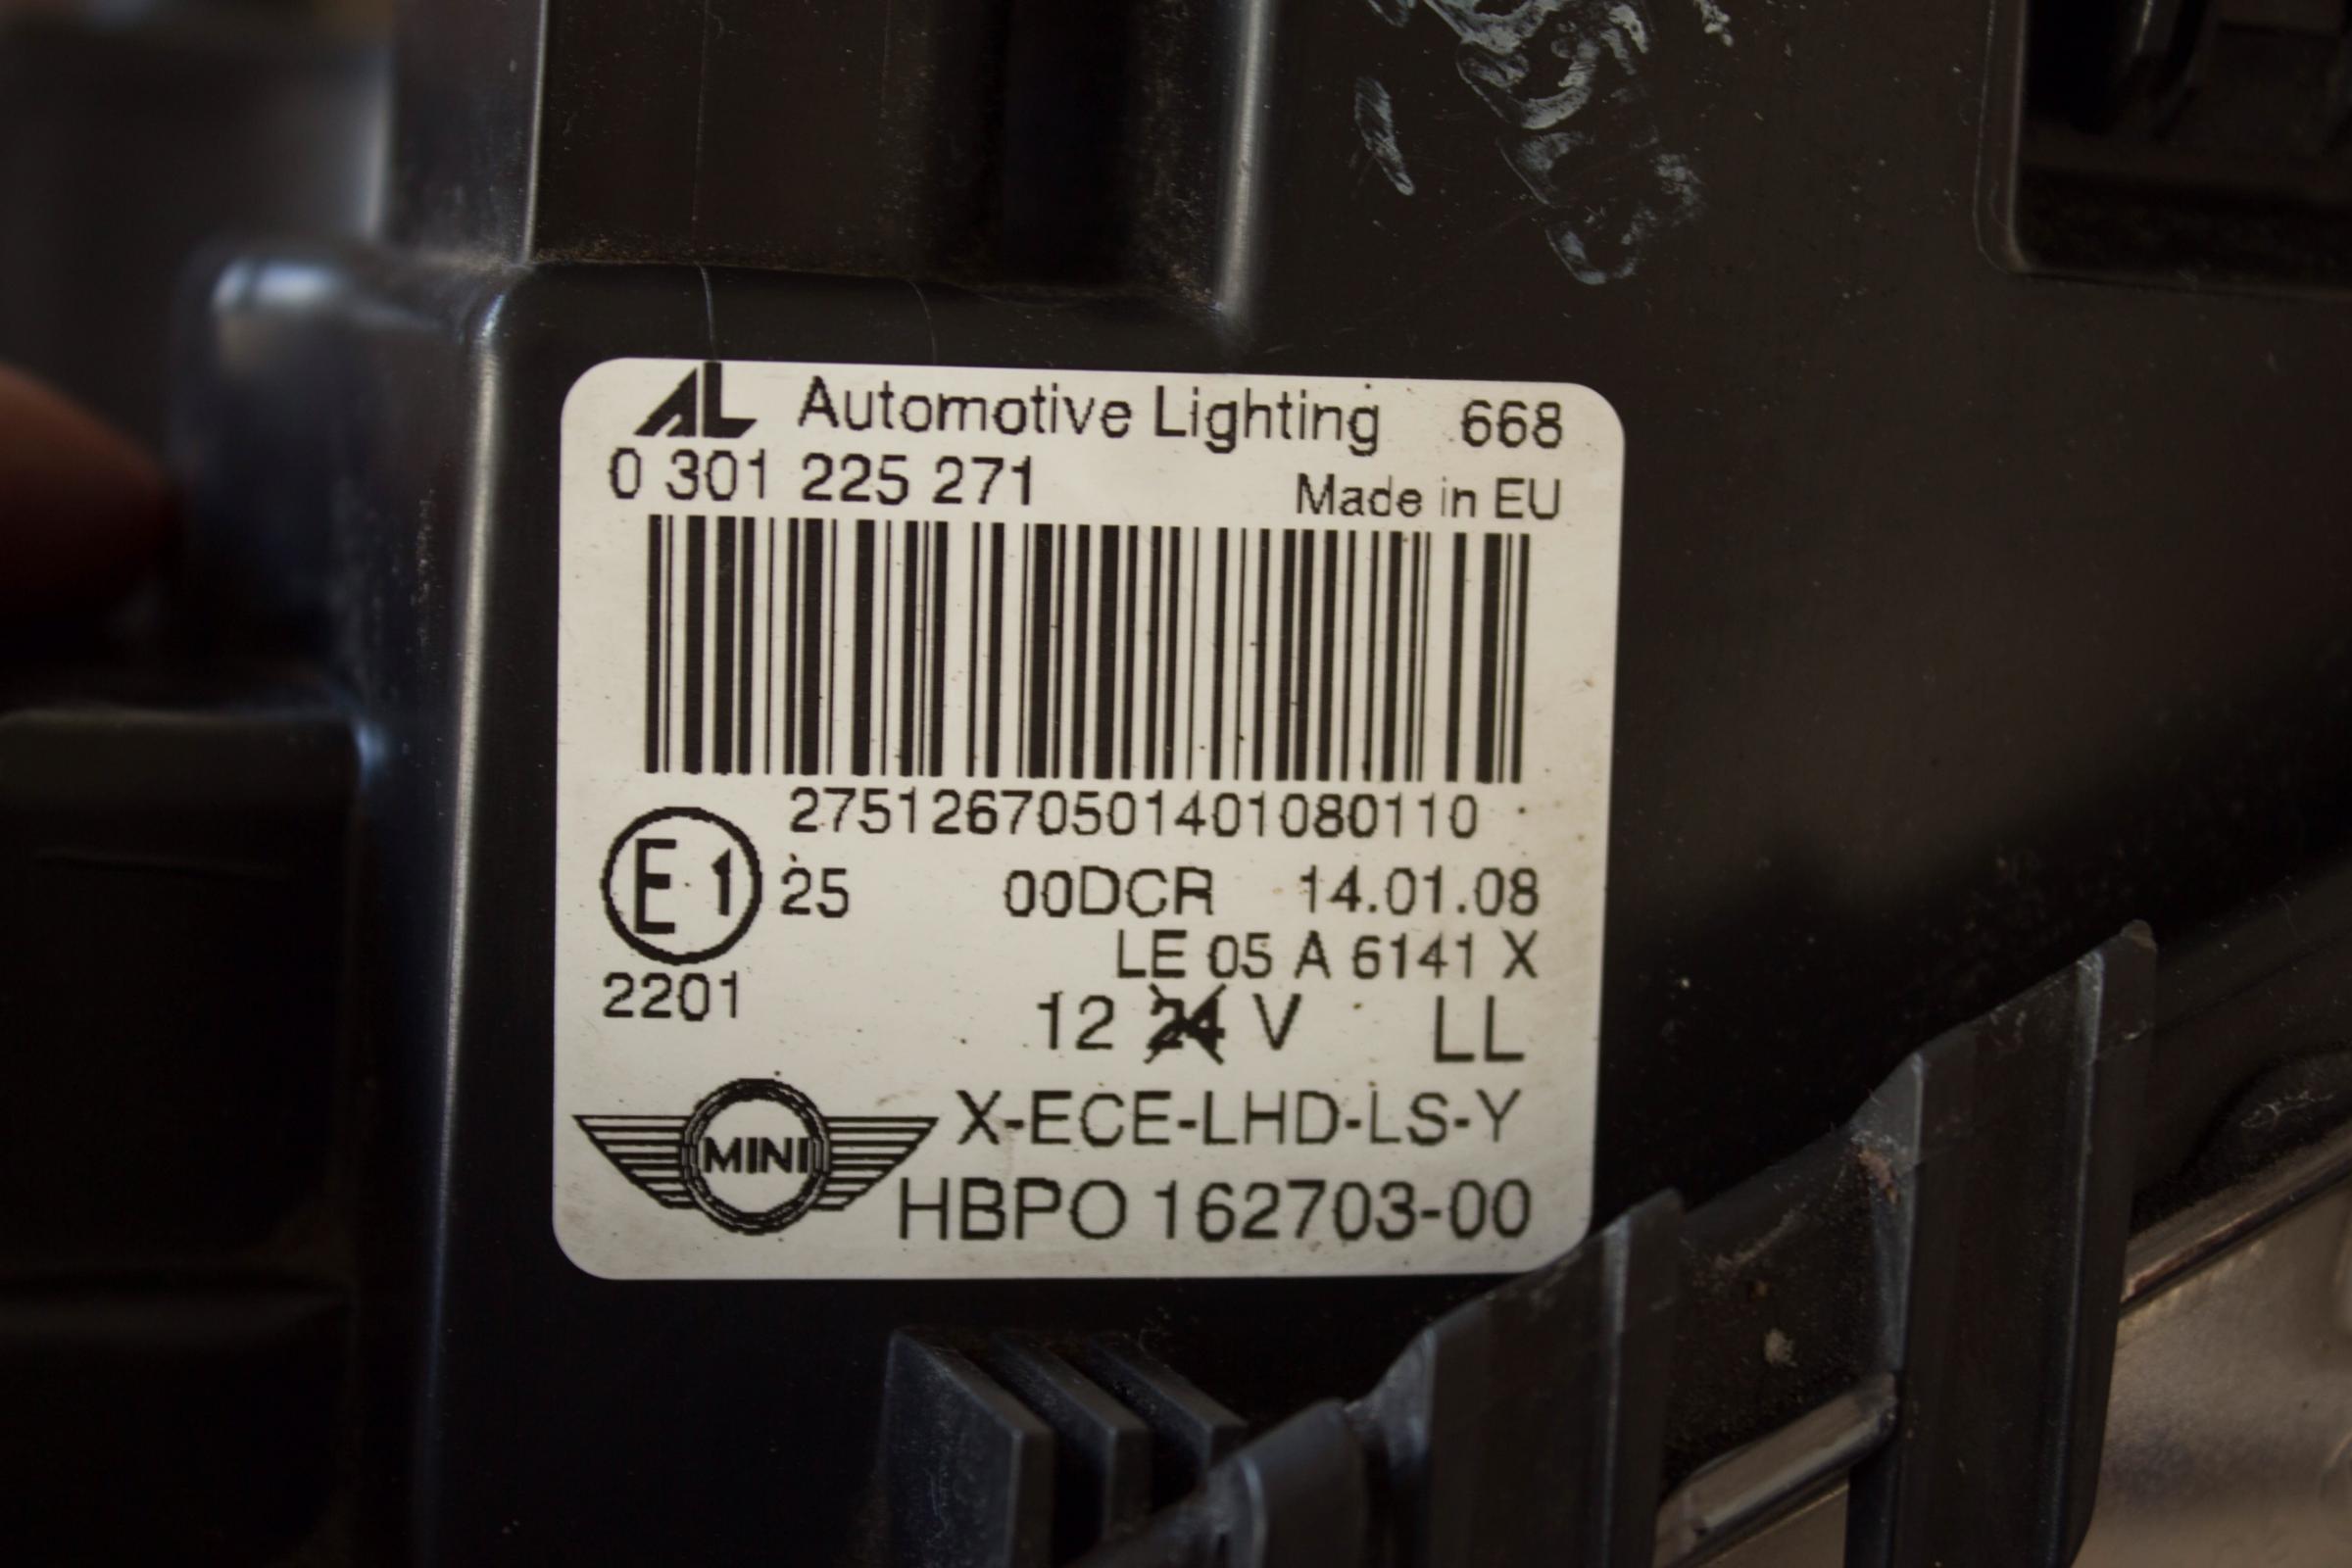 AL Automotive Lighting 668
0 301 225 271 Made in EU
27512670501401080110
E1 25 00DCR 14.01.08
LE 05 A 6141 X
2201
12 24 V LL
X-ECE-LHD-LS-Y
MINI
HBPO 162703-00